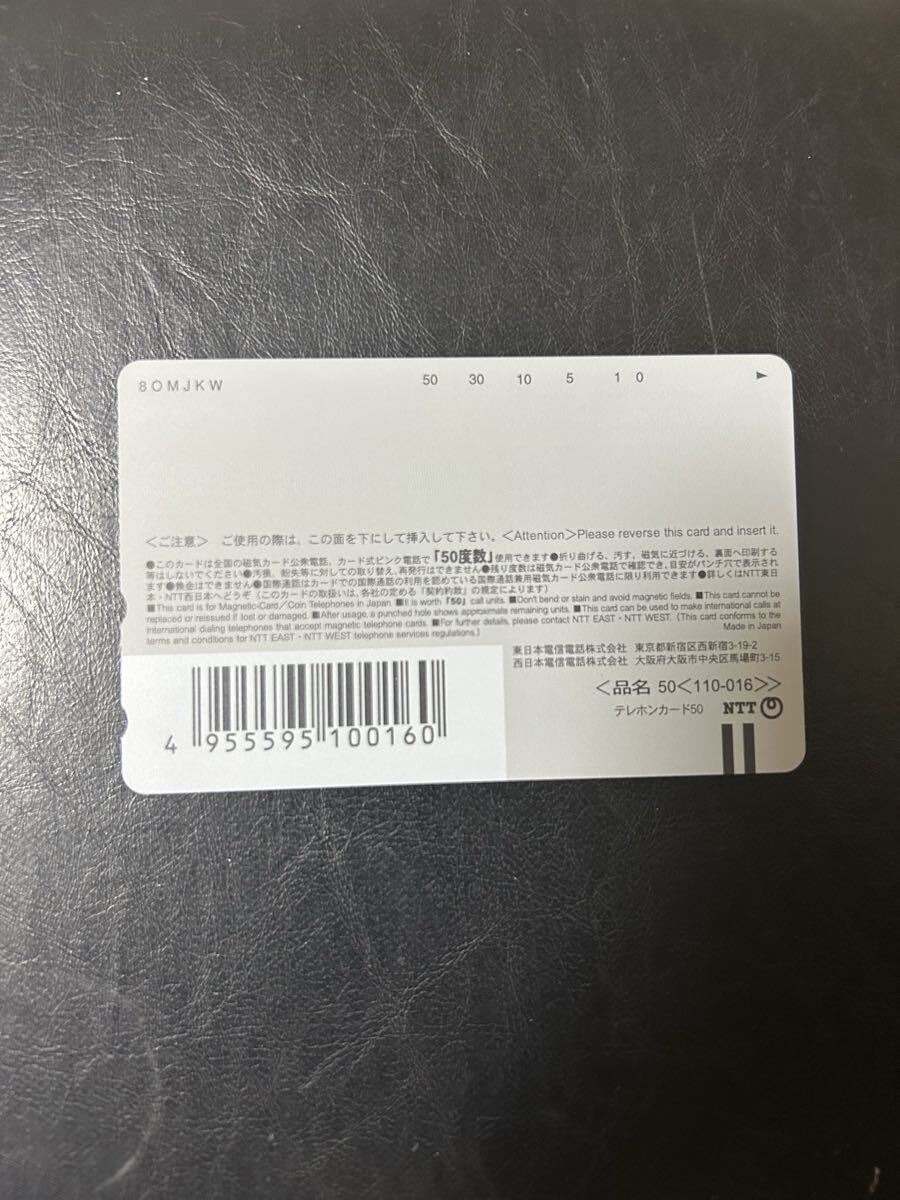 8OMJKW
50 30 10 5 1 0
<ご注意> ご使用の際は、この面を下にして挿入して下さい。<Attention>Please reverse this card and insert it.
●このカードは全国の磁気カード公衆電話、カード式ピンク電話で「50度数」使用できます●折り曲げる、汚す、磁気に近づける、裏面へ印刷する
等はしないでください●汚損、紛失等に対しての取り替え、再発行はできません●残り度数は磁気カード公衆電話で確認でき、目安がパンチ穴で表示され
ます●換金はできません●国際通話はカードでの国際通話の利用を認めている国際通話兼用磁気カード公衆電話に限り利用できます●詳しくはNTT東日
本・NTT西日本へどうぞ(このカードの取扱いは、各社の定める「契約約款」の規定によります)
■This card is for Magnetic-Card/Coin Telephones in Japan. ■It is worth「50」call units. ■Don't bend or stain and avoid magnetic fields. ■This card cannot be
replaced or reissued if lost or damaged. ■After usage, a punched hole shows approximate remaining units. ■This card can be used to make international calls at
international dialing telephones that accept magnetic telephone cards. ■For further details, please contact NTT EAST・NTT WEST. (This card conforms to the
terms and conditions for NTT EAST・NTT WEST telephone services regulations.)
Made in Japan
東日本電信電話株式会社 東京都新宿区西新宿3-19-2
西日本電信電話株式会社 大阪府大阪市中央区馬場町3-15
<品名 50<110-016>>
テレホンカード50 NTT
4 955595 100160